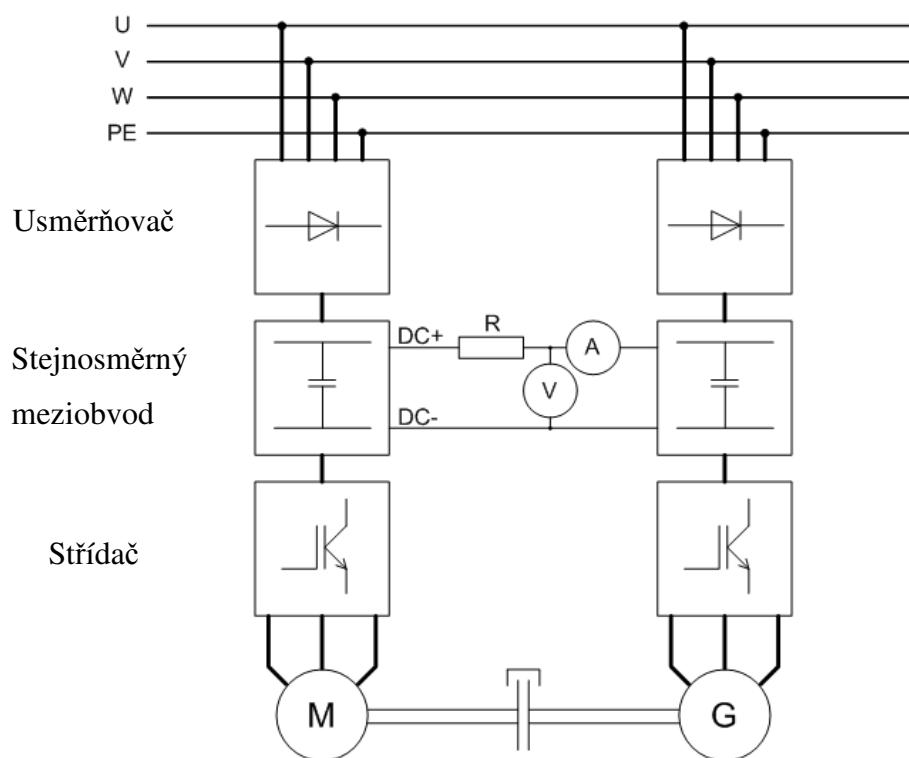 U
V
W
PE
Usměrňovač
Stejnosměrný
meziobvod
DC+ R A
V
DC-
Střídač
M G